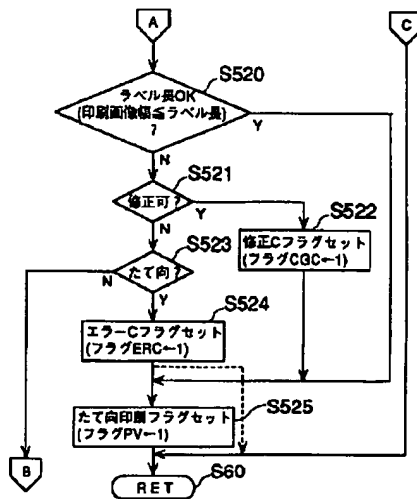 A
C
S520
ラベル長OK
(印刷画像幅≦ラベル長)
?
Y
N
S521
修正可?
Y
N
S522
修正Cフラグセット
(フラグCGC←1)
S523
たて向?
N
Y
S524
エラーCフラグセット
(フラグERC←1)
S525
たて向印刷フラグセット
(フラグPV←1)
B
S60
RET